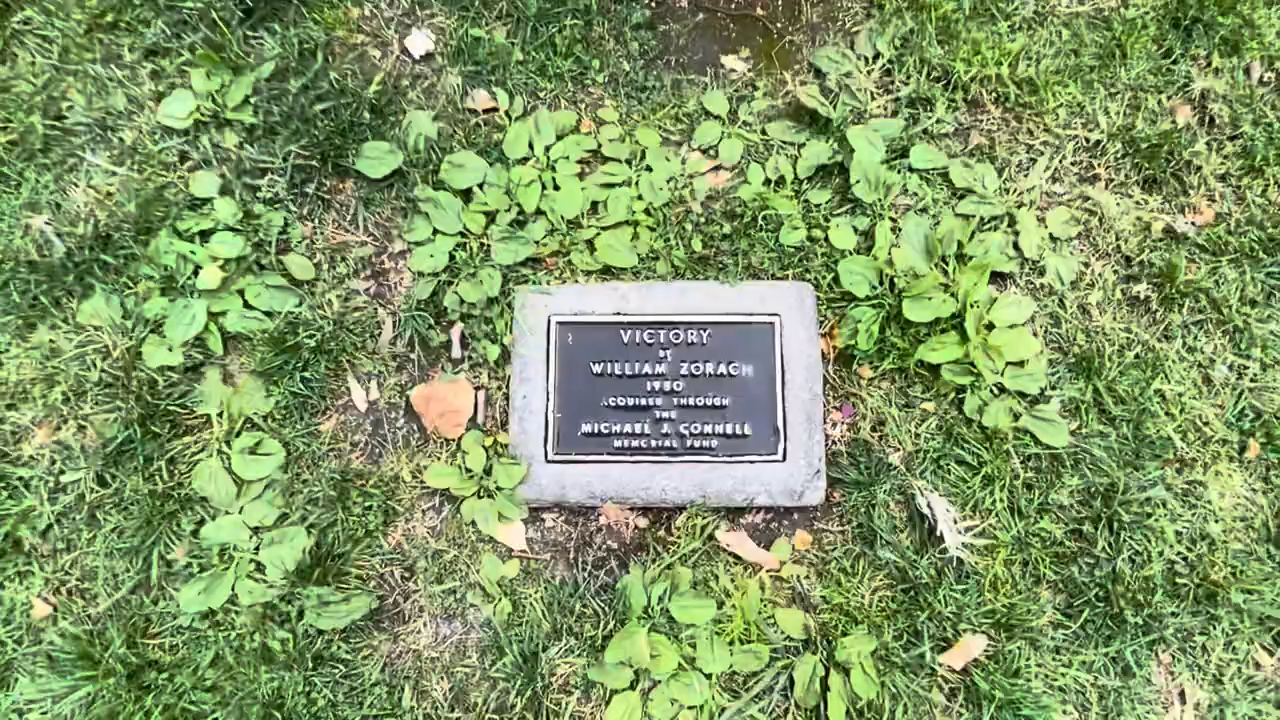 VICTORY
BY
WILLIAM ZORACH
1950
ACQUIRED THROUGH
THE
MICHAEL J. CONNELL
MEMORIAL FUND